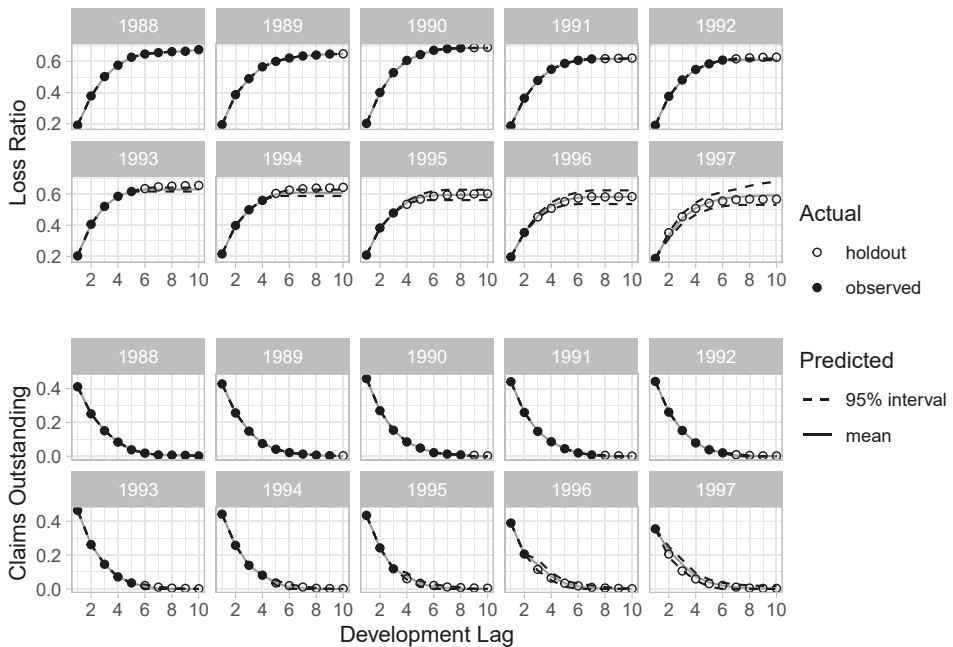 1988 1989 1990 1991 1992
Loss Ratio
0.6
0.4
0.2
1993 1994 1995 1996 1997
0.6
0.4
0.2
2 4 6 8 10 2 4 6 8 10 2 4 6 8 10 2 4 6 8 10 2 4 6 8 10
Actual
holdout
observed
1988 1989 1990 1991 1992
Claims Outstanding
0.4
0.2
0.0
1993 1994 1995 1996 1997
0.4
0.2
0.0
2 4 6 8 10 2 4 6 8 10 2 4 6 8 10 2 4 6 8 10 2 4 6 8 10
Development Lag
Predicted
95% interval
mean